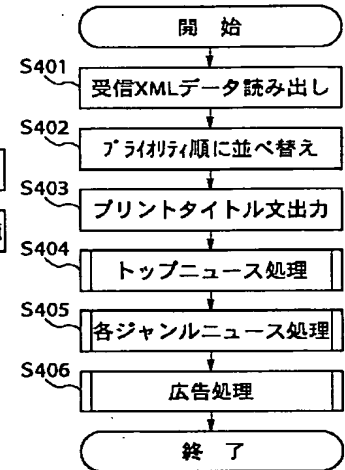 開 始
S401
受信XMLデータ読み出し
S402
プライオリティ順に並べ替え
S403
プリントタイトル文出力
S404
トップニュース処理
S405
各ジャンルニュース処理
S406
広告処理
終 了